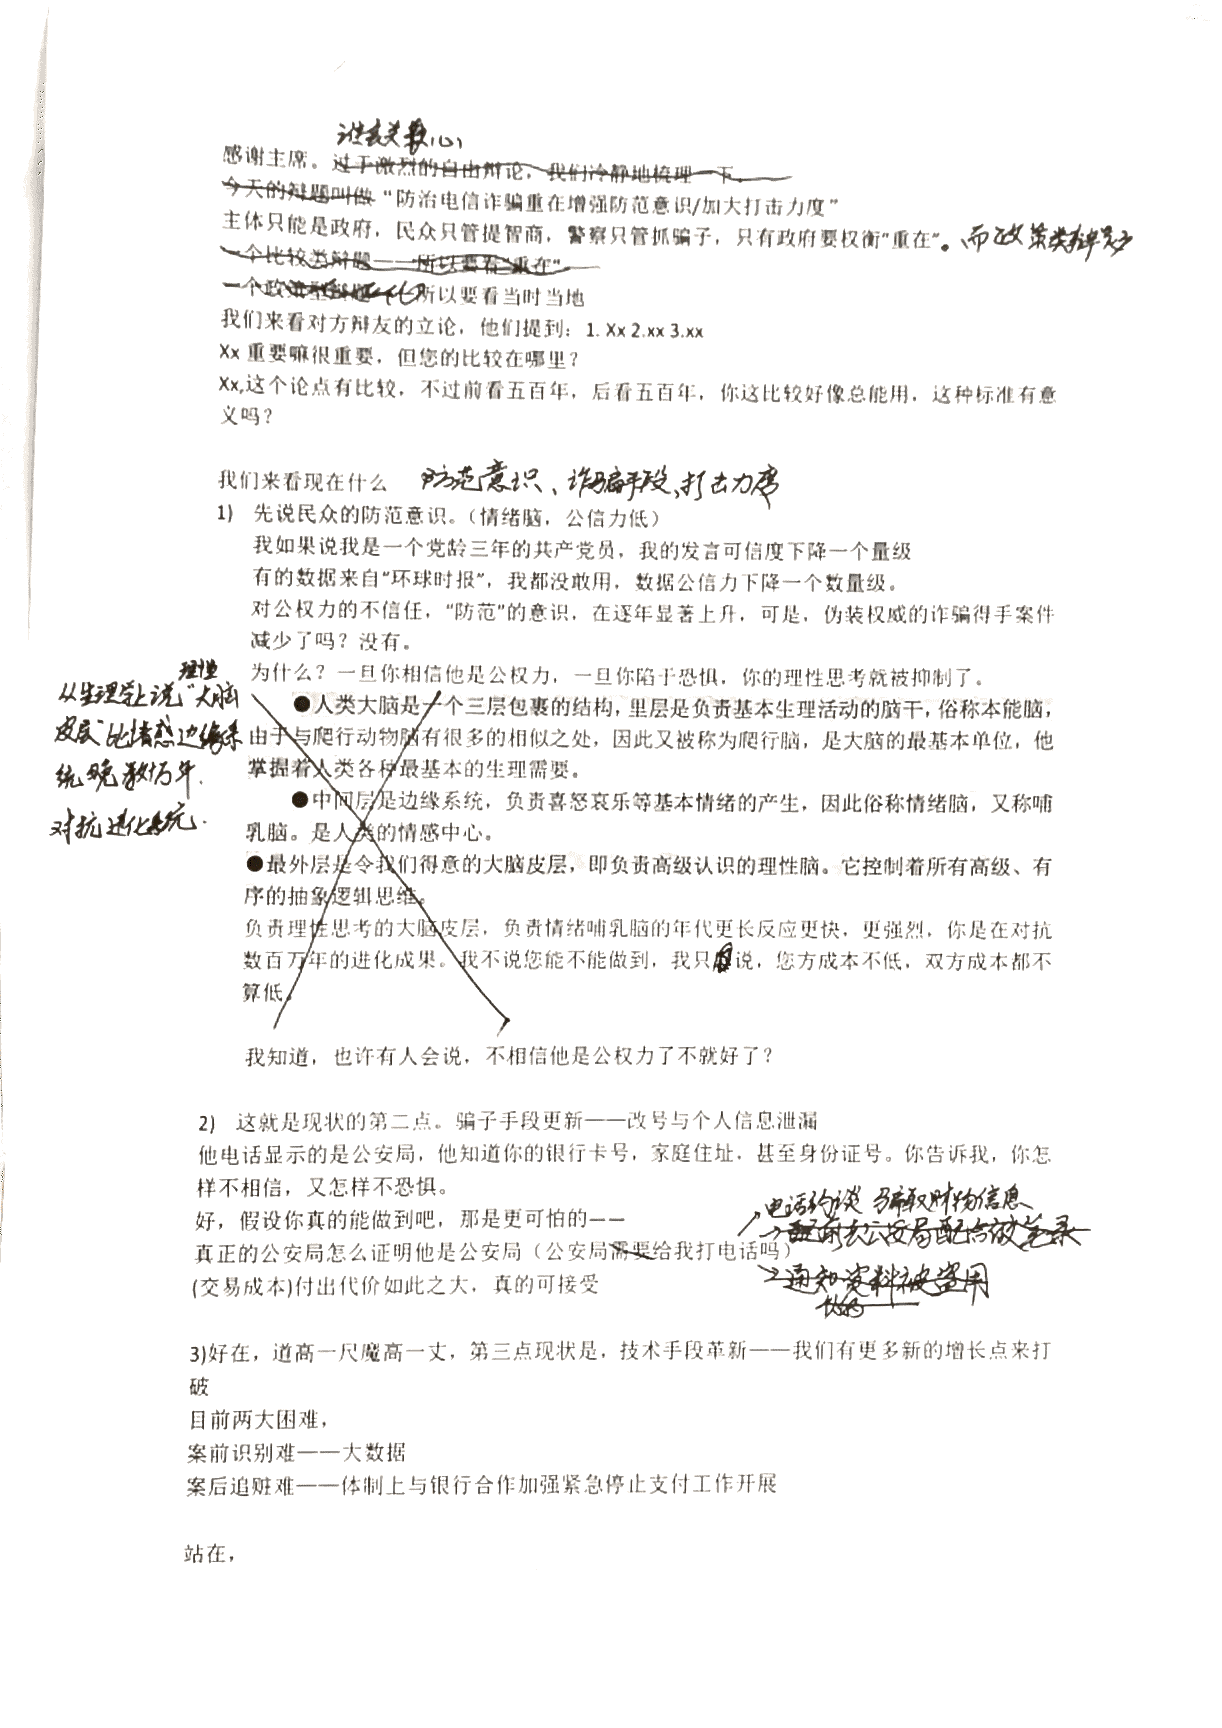 感谢主席。过于激烈的自由辩论，我们冷静地梳理一下。
今天的辩题叫做“防治电信诈骗重在增强防范意识/加大打击力度”
主体只能是政府，民众只管提智商，警察只管抓骗子，只有政府要权衡“重在”。而政策类辩题
一个比较类辩题——所以要看“重在”
一个政策型辩题 所以要看当时当地
我们来看对方辩友的立论，他们提到：1. Xx 2.xx 3.xx
Xx 重要嘛很重要，但您的比较在哪里？
Xx,这个论点有比较，不过前看五百年，后看五百年，你这比较好像总能用，这种标准有意
义吗？
我们来看现在什么 防范意识、诈骗手段、打击力度
1) 先说民众的防范意识。（情绪脑，公信力低）
我如果说我是一个党龄三年的共产党员，我的发言可信度下降一个量级
有的数据来自“环球时报”，我都没敢用，数据公信力下降一个数量级。
对公权力的不信任，“防范”的意识，在逐年显著上升，可是，伪装权威的诈骗得手案件
减少了吗？没有。
为什么？一旦你相信他是公权力，一旦你陷于恐惧，你的理性思考就被抑制了。
理性
从生理学上说“大脑
皮层”比情感边缘系
统晚数百万年.
对抗进化系统.
●人类大脑是一个三层包裹的结构，里层是负责基本生理活动的脑干，俗称本能脑，
由于与爬行动物脑有很多的相似之处，因此又被称为爬行脑，是大脑的最基本单位，他
掌握着人类各种最基本的生理需要。
●中间层是边缘系统，负责喜怒哀乐等基本情绪的产生，因此俗称情绪脑，又称哺
乳脑。是人类的情感中心。
●最外层是令我们得意的大脑皮层，即负责高级认识的理性脑。它控制着所有高级、有
序的抽象逻辑思维。
负责理性思考的大脑皮层，负责情绪哺乳脑的年代更长反应更快，更强烈，你是在对抗
数百万年的进化成果。我不说您能不能做到，我只说，您方成本不低，双方成本都不
算低。
我知道，也许有人会说，不相信他是公权力了不就好了？
2) 这就是现状的第二点。骗子手段更新——改号与个人信息泄漏
他电话显示的是公安局，他知道你的银行卡号，家庭住址，甚至身份证号。你告诉我，你怎
样不相信，又怎样不恐惧。
电话约谈 骗取财物信息
好，假设你真的能做到吧，那是更可怕的——
去公安局配合做笔录
真正的公安局怎么证明他是公安局（公安局需要给我打电话吗）
(交易成本)付出代价如此之大，真的可接受
通知资料被盗用
3)好在，道高一尺魔高一丈，第三点现状是，技术手段革新——我们有更多新的增长点来打
破
目前两大困难，
案前识别难——大数据
案后追赃难——体制上与银行合作加强紧急停止支付工作开展
站在，